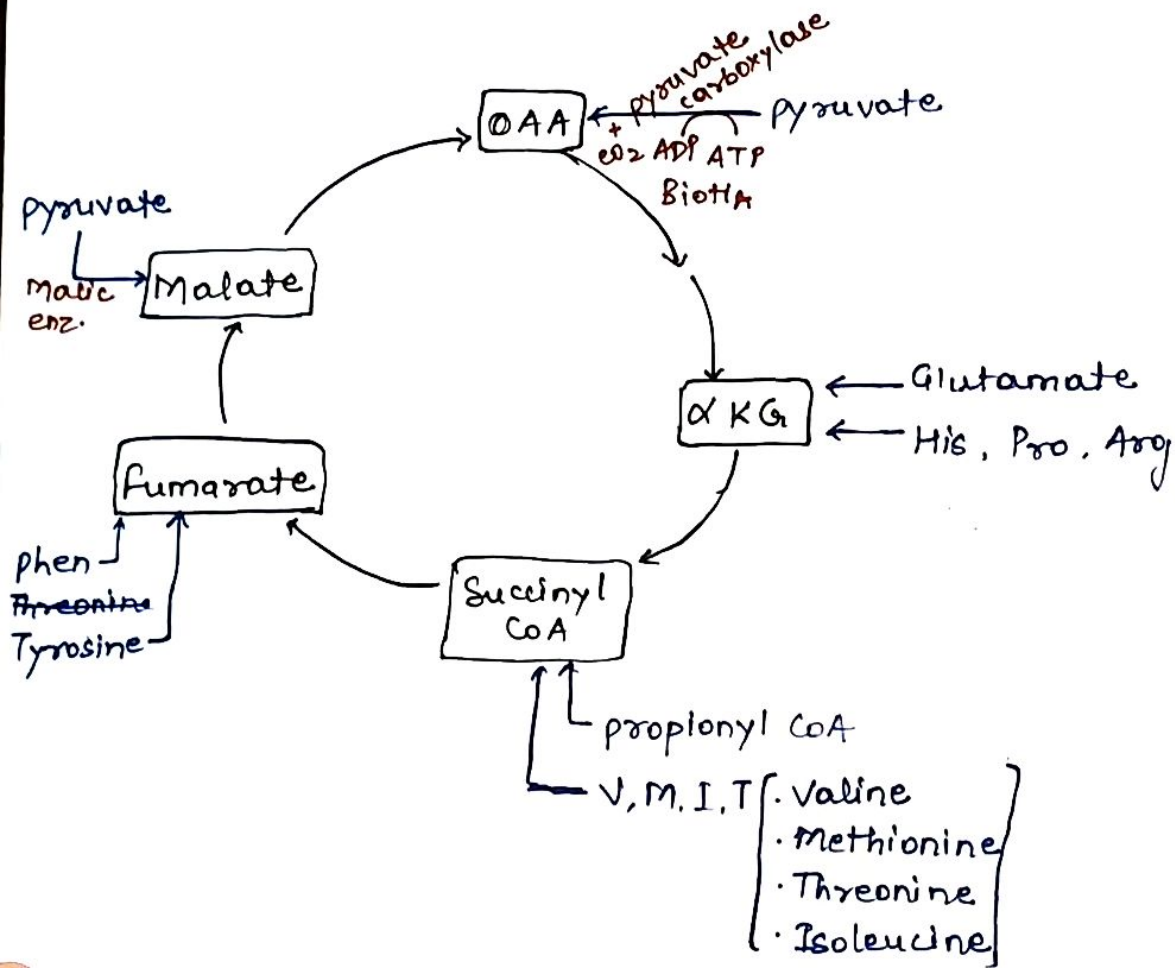 pyruvate
carboxylase
OAA
pyruvate
+
CO2 ADP ATP
Biotin
pyruvate
Malic
enz.
Malate
α KG
Glutamate
His, Pro, Arg
fumarate
phen
Threonine
Tyrosine
Succinyl
CoA
propionyl CoA
V, M, I, T
· Valine
· Methionine
· Threonine
· Isoleucine